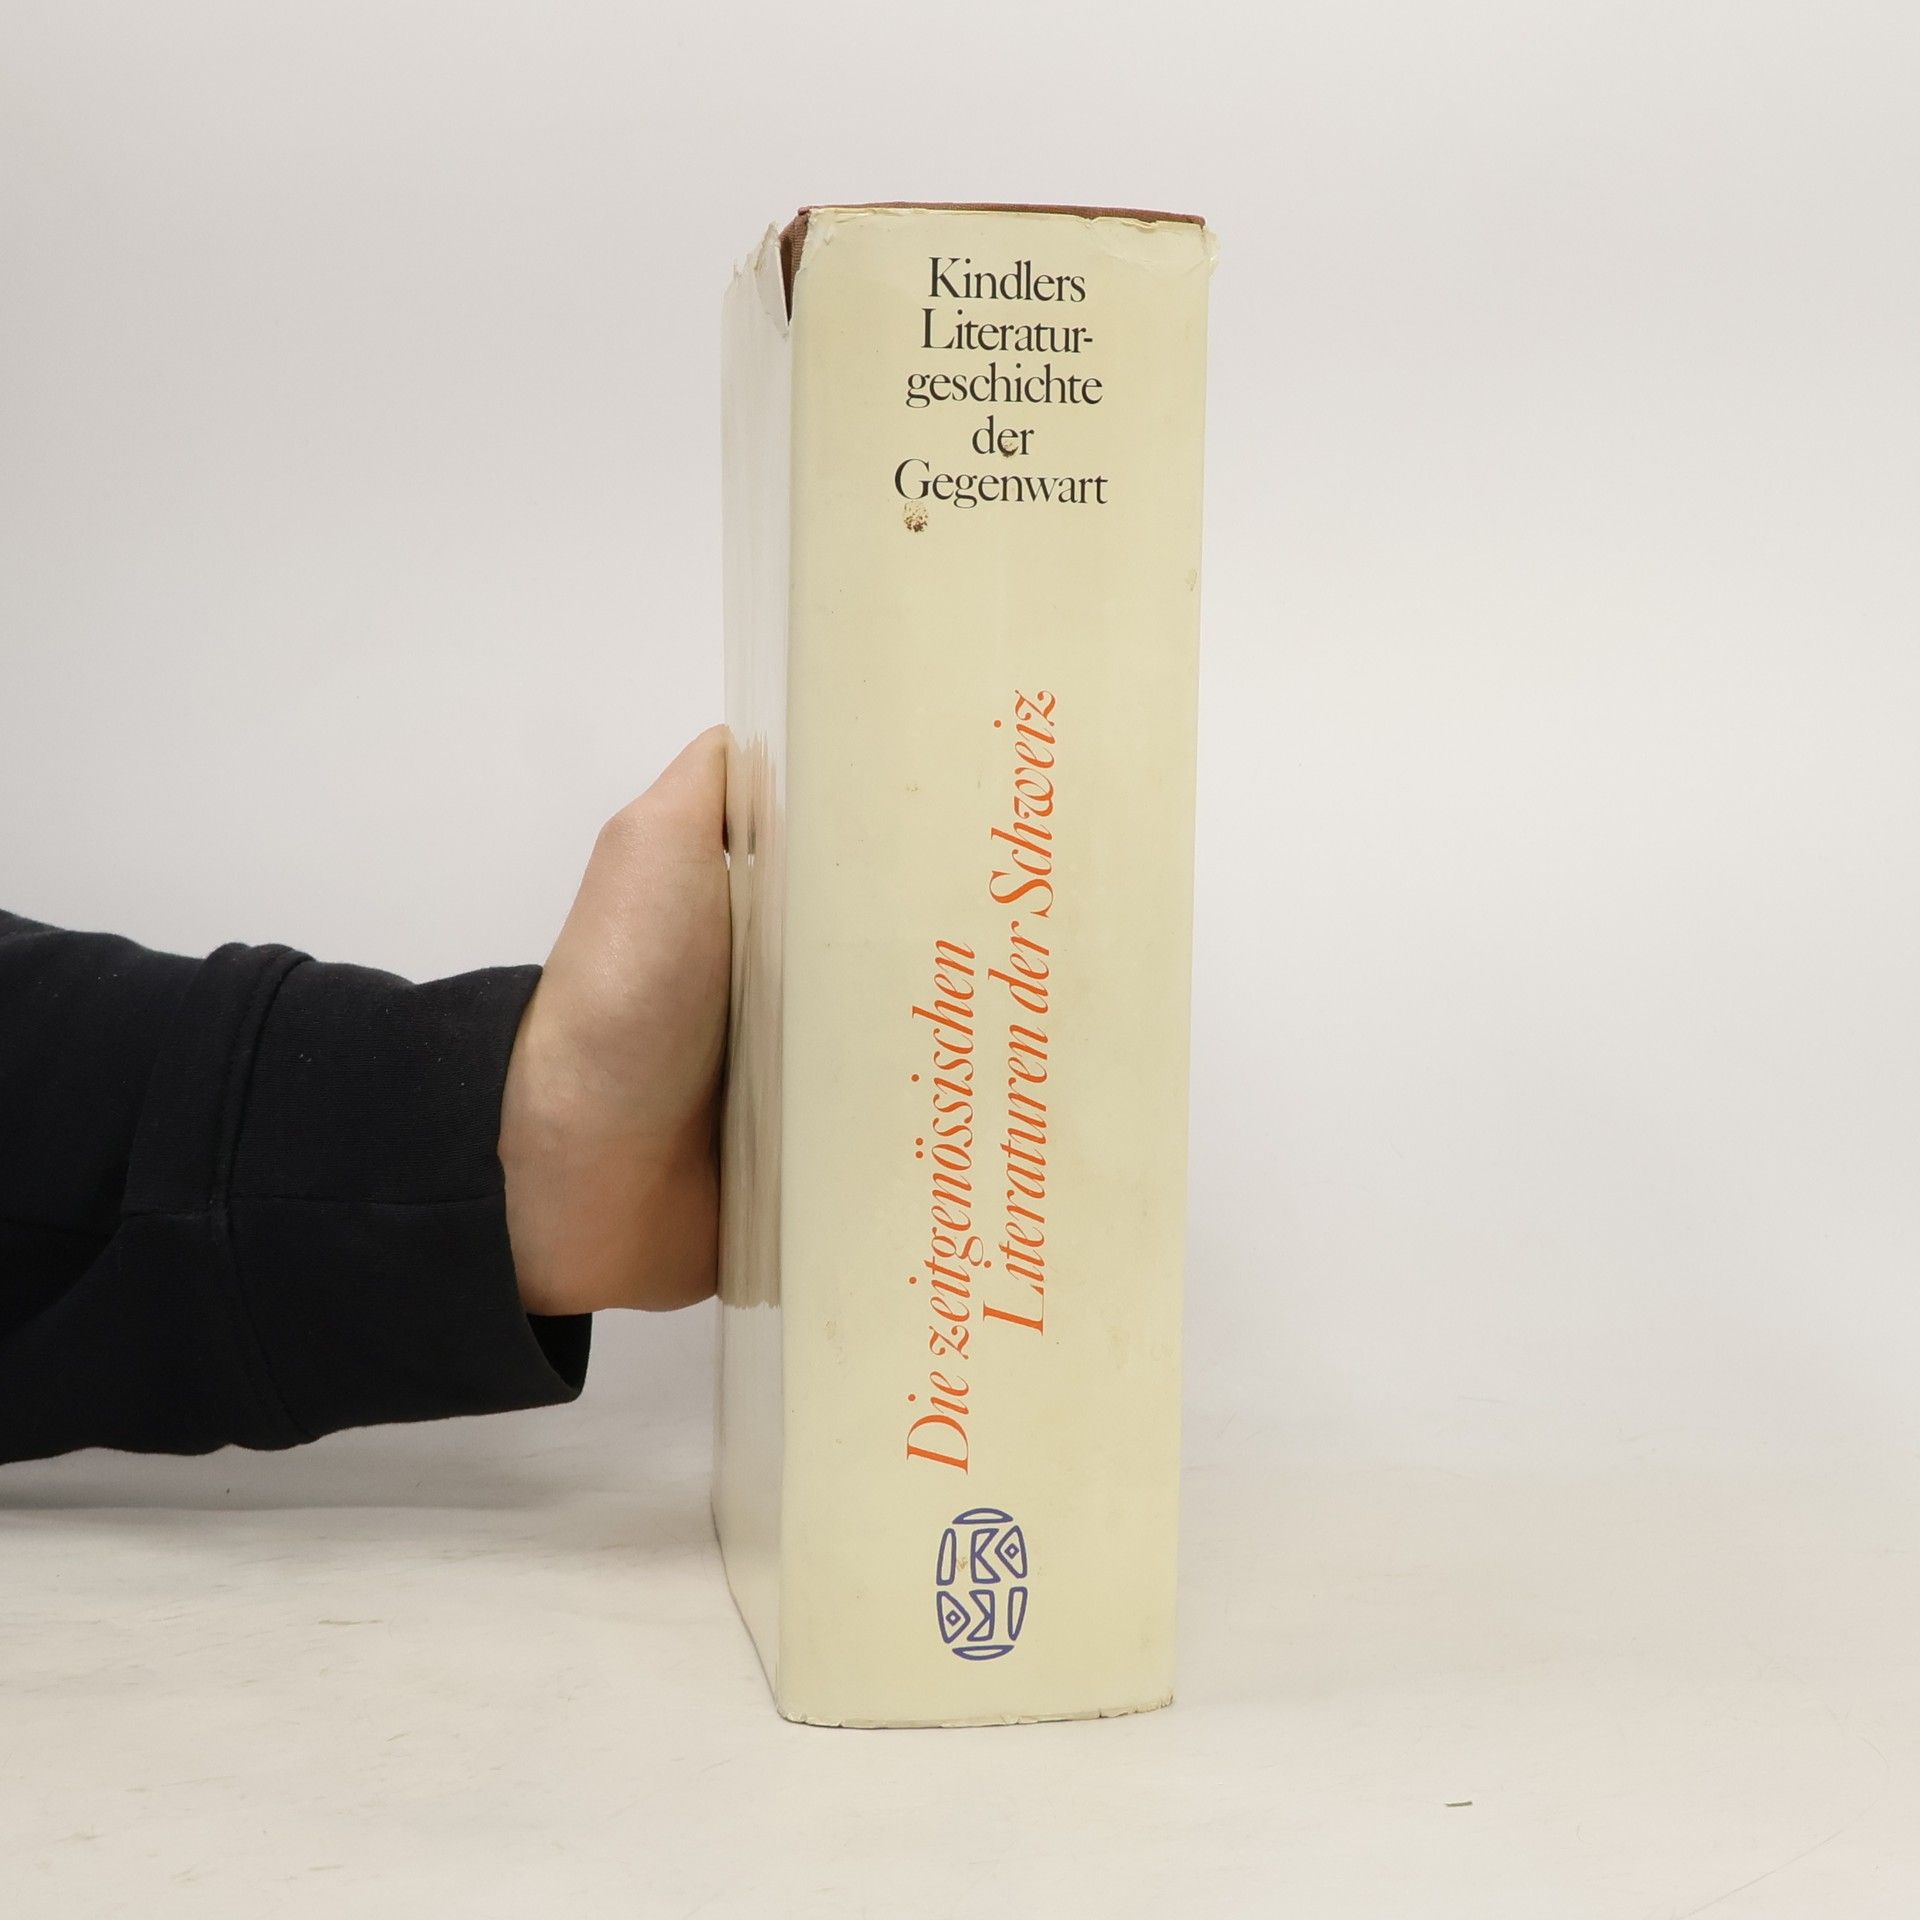 Kindlers
Literatur-
geschichte
der
Gegenwart
Die zeitgenössischen
Literaturen der Schweiz